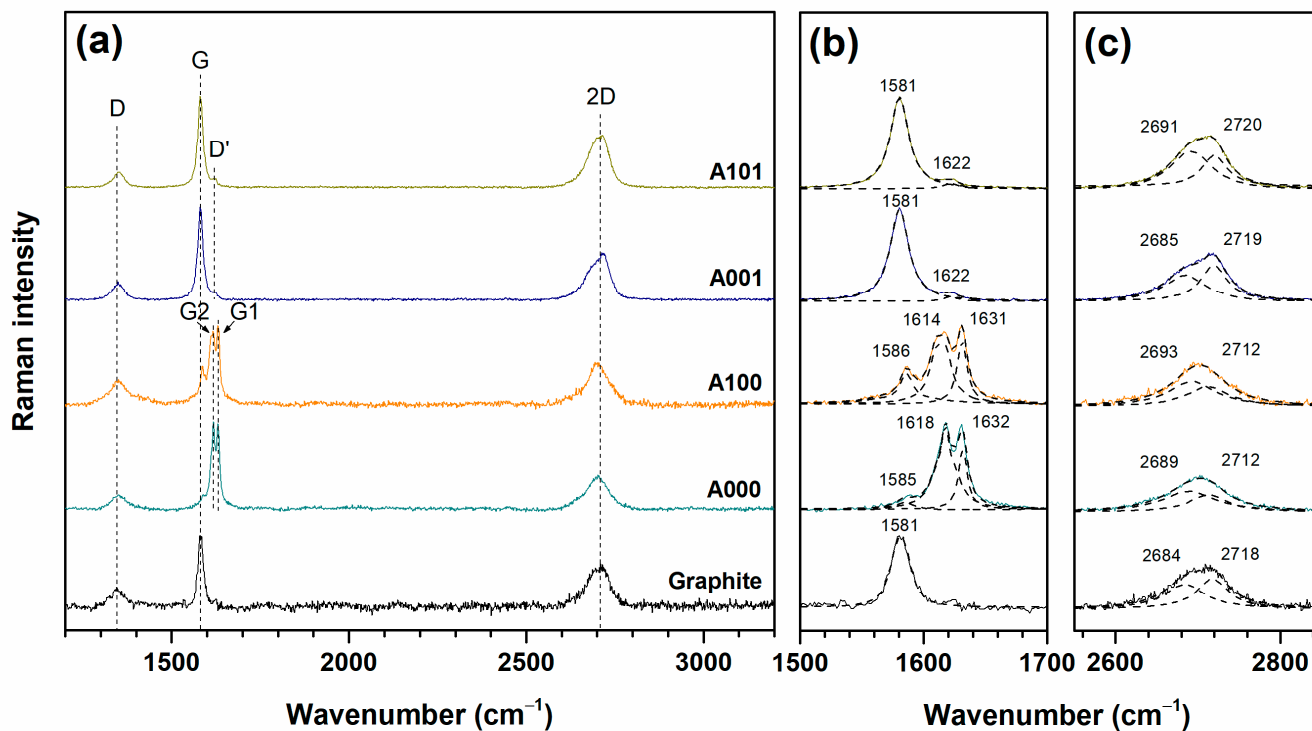 (a)
(b)
(c)
Raman intensity
D
G
D'
2D
A101
A001
G2
G1
A100
A000
Graphite
1581
1622
1581
1622
1586
1614
1631
1585
1618
1632
1581
2691
2720
2685
2719
2693
2712
2689
2712
2684
2718
1500
2000
2500
3000
1500
1600
1700
2600
2800
Wavenumber (cm⁻¹)
Wavenumber (cm⁻¹)